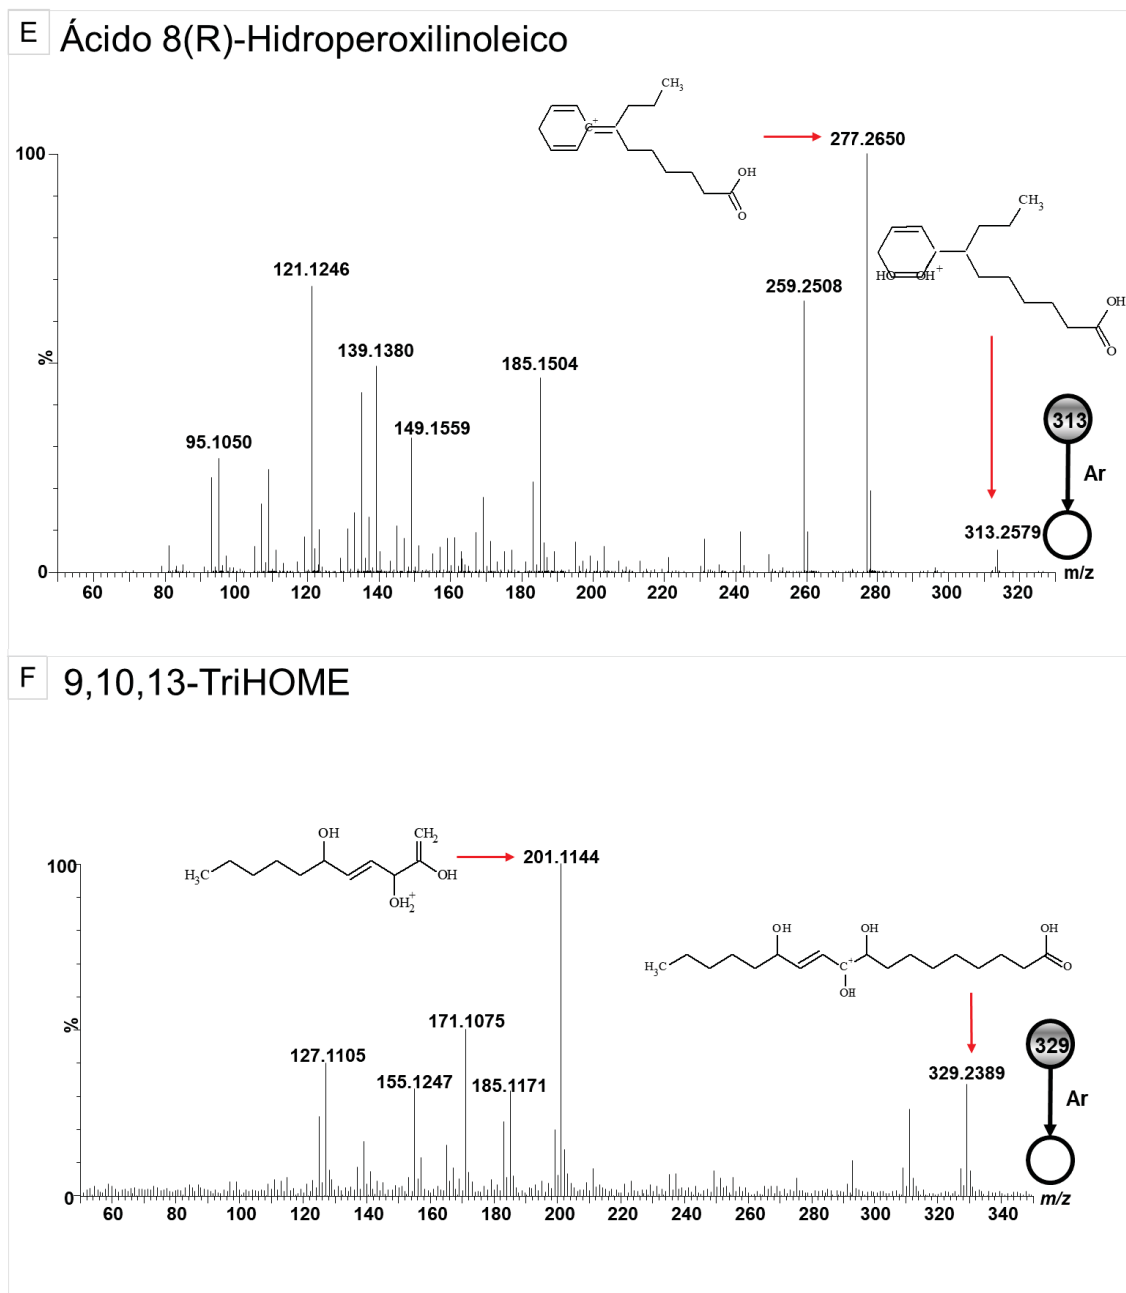 E Ácido 8(R)-Hidroperoxilinoleico
CH3
C+
OH
O
277.2650
100
CH3
HO OH+
OH
O
121.1246
259.2508
139.1380
185.1504
%
149.1559
95.1050
313
Ar
313.2579
0
m/z
60 80 100 120 140 160 180 200 220 240 260 280 300 320
F 9,10,13-TriHOME
OH CH2
H3C
OH
OH2+
201.1144
100
OH OH OH
H3C
C+
O
OH
171.1075
%
127.1105
155.1247 185.1171
329
329.2389
Ar
0
m/z
60 80 100 120 140 160 180 200 220 240 260 280 300 320 340